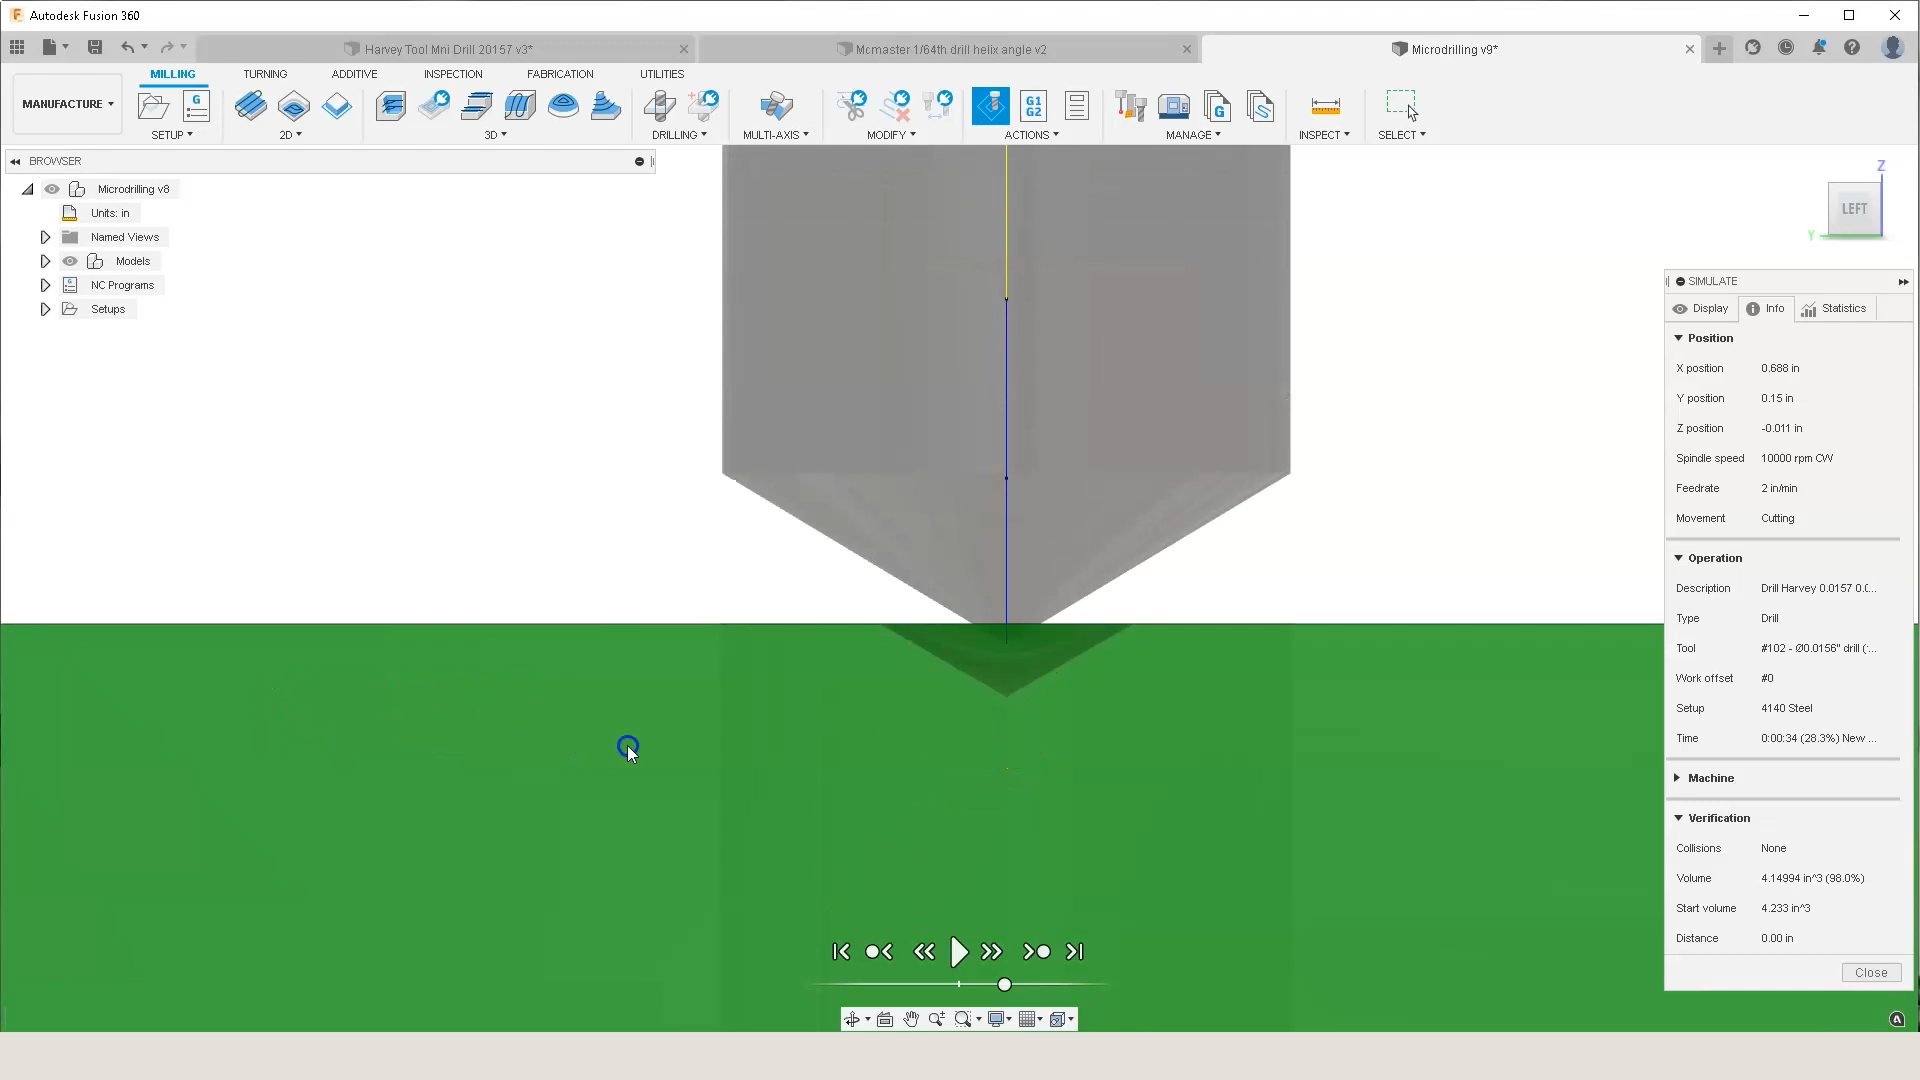 Autodesk Fusion 360
Harvey Tool Mni Drill 20157 v3*
Mcmaster 1/64th drill helix angle v2
Microdrilling v9*
MILLING
TURNING
ADDITIVE
INSPECTION
FABRICATION
UTILITIES
MANUFACTURE
G
G1
G2
G
SETUP
2D
3D
DRILLING
MULTI-AXIS
MODIFY
ACTIONS
MANAGE
INSPECT
SELECT
BROWSER
Microdrilling v8
Units: in
Named Views
Models
NC Programs
Setups
Z
LEFT
Y
SIMULATE
Display
Info
Statistics
Position
X position 0.688 in
Y position 0.15 in
Z position -0.011 in
Spindle speed 10000 rpm CW
Feedrate 2 in/min
Movement Cutting
Operation
Description Drill Harvey 0.0157 0.(...
Type Drill
Tool #102 - Ø0.0156" drill (...
Work offset #0
Setup 4140 Steel
Time 0:00:34 (28.3%) New ...
Machine
Verification
Collisions None
Volume 4.14994 in^3 (98.0%)
Start volume 4.233 in^3
Distance 0.00 in
Close